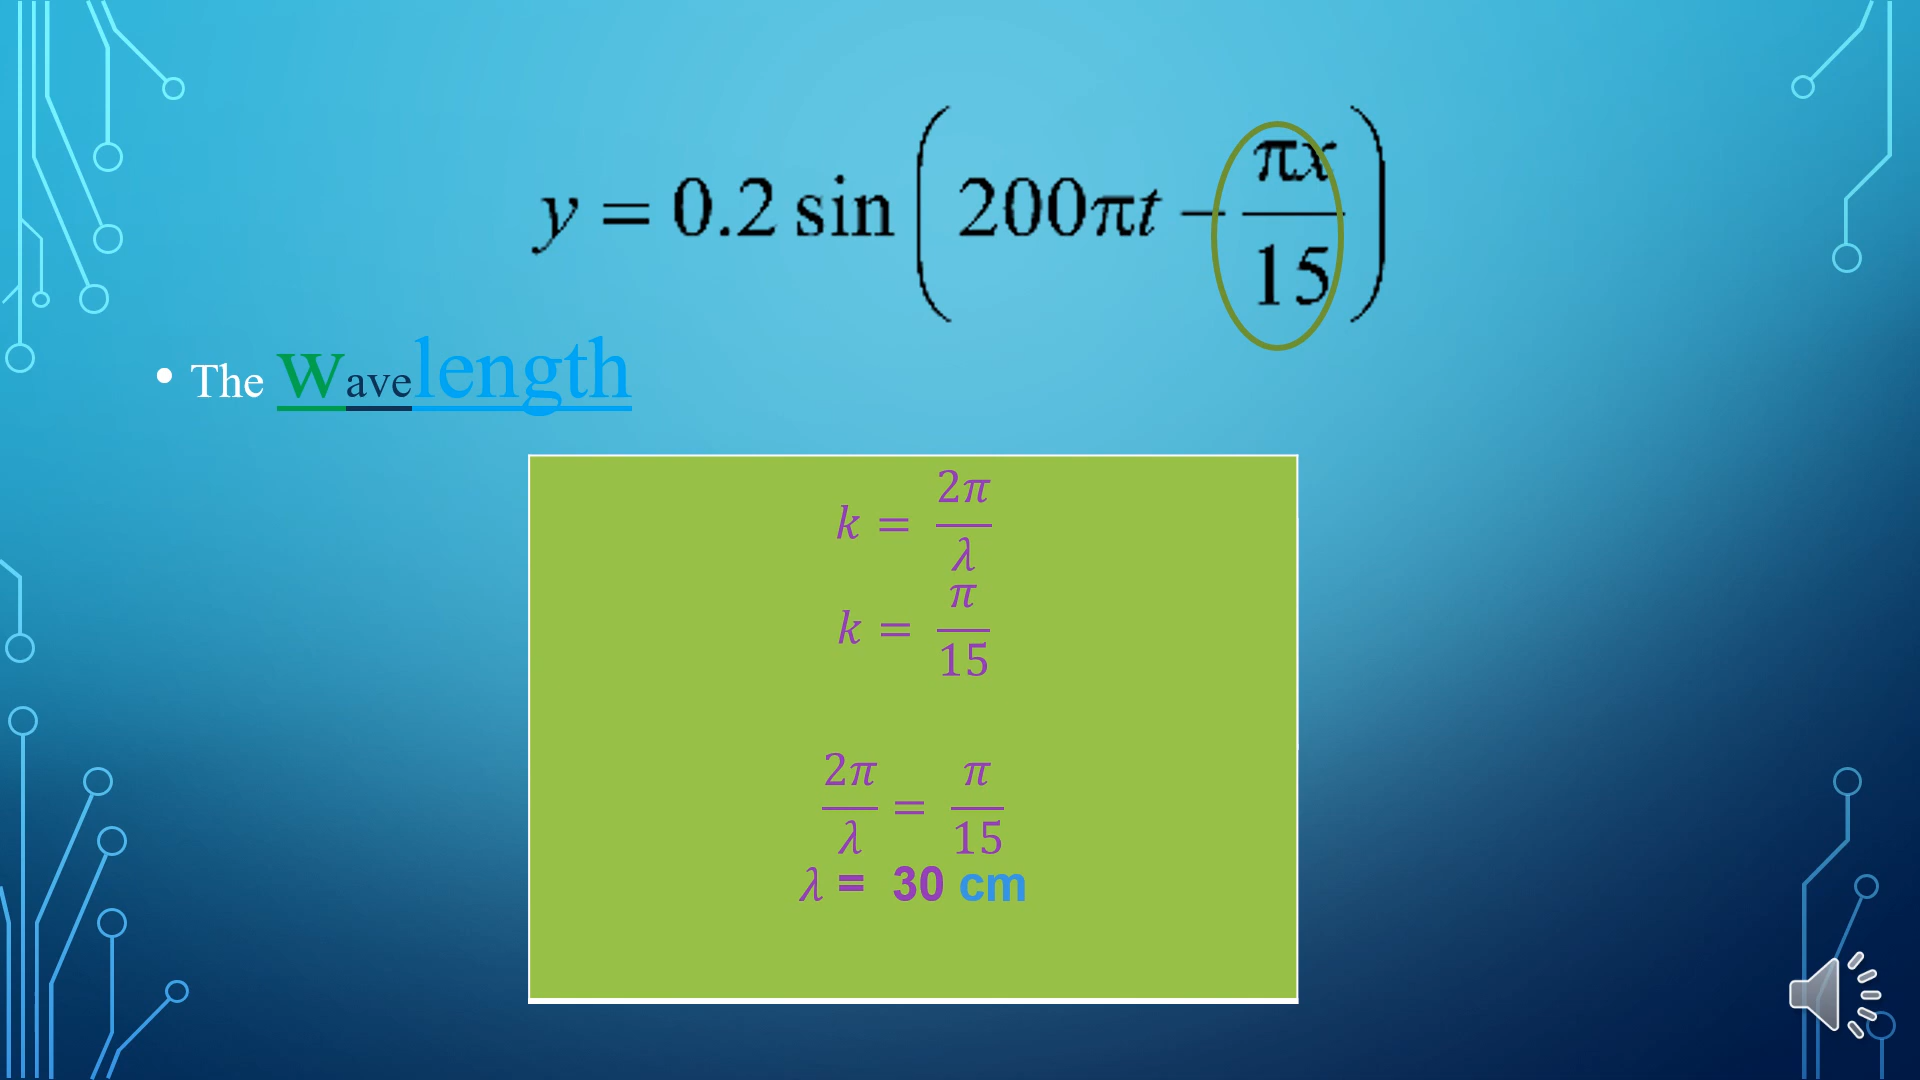 y = 0.2 sin (200πt − πx/15)
• The Wavelength
k = 2π/λ
k = π/15
2π/λ = π/15
λ = 30 cm